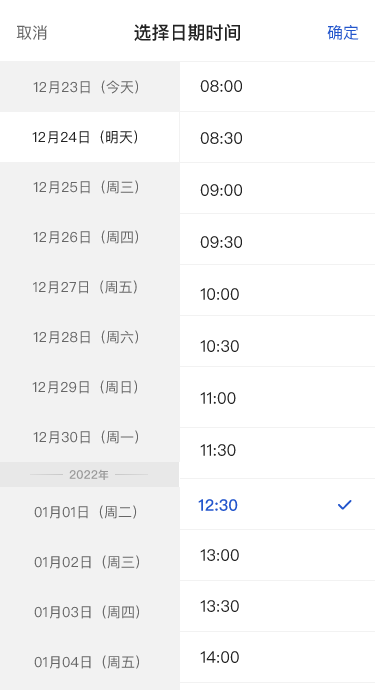 取消 选择日期时间 确定
12月23日（今天）
12月24日（明天）
12月25日（周三）
12月26日（周四）
12月27日（周五）
12月28日（周六）
12月29日（周日）
12月30日（周一）
2022年
01月01日（周二）
01月02日（周三）
01月03日（周四）
01月04日（周五）
08:00
08:30
09:00
09:30
10:00
10:30
11:00
11:30
12:30
13:00
13:30
14:00